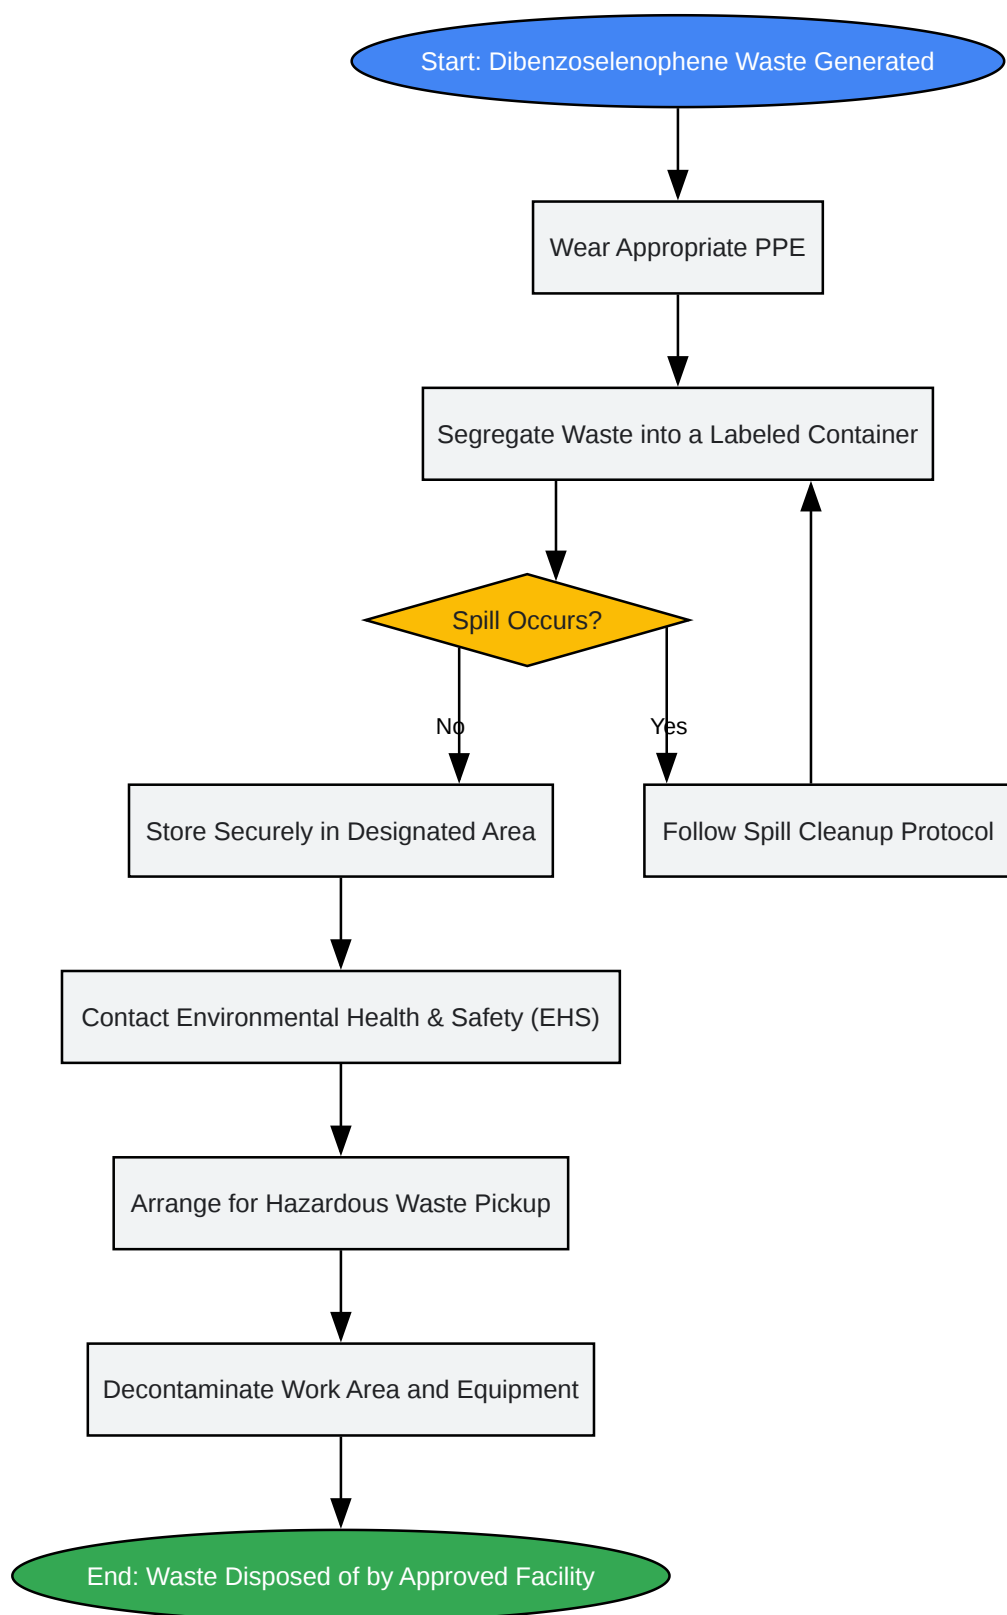 Start: Dibenzoselenophene Waste Generated
Wear Appropriate PPE
Segregate Waste into a Labeled Container
Spill Occurs?
No
Yes
Store Securely in Designated Area
Follow Spill Cleanup Protocol
Contact Environmental Health & Safety (EHS)
Arrange for Hazardous Waste Pickup
Decontaminate Work Area and Equipment
End: Waste Disposed of by Approved Facility